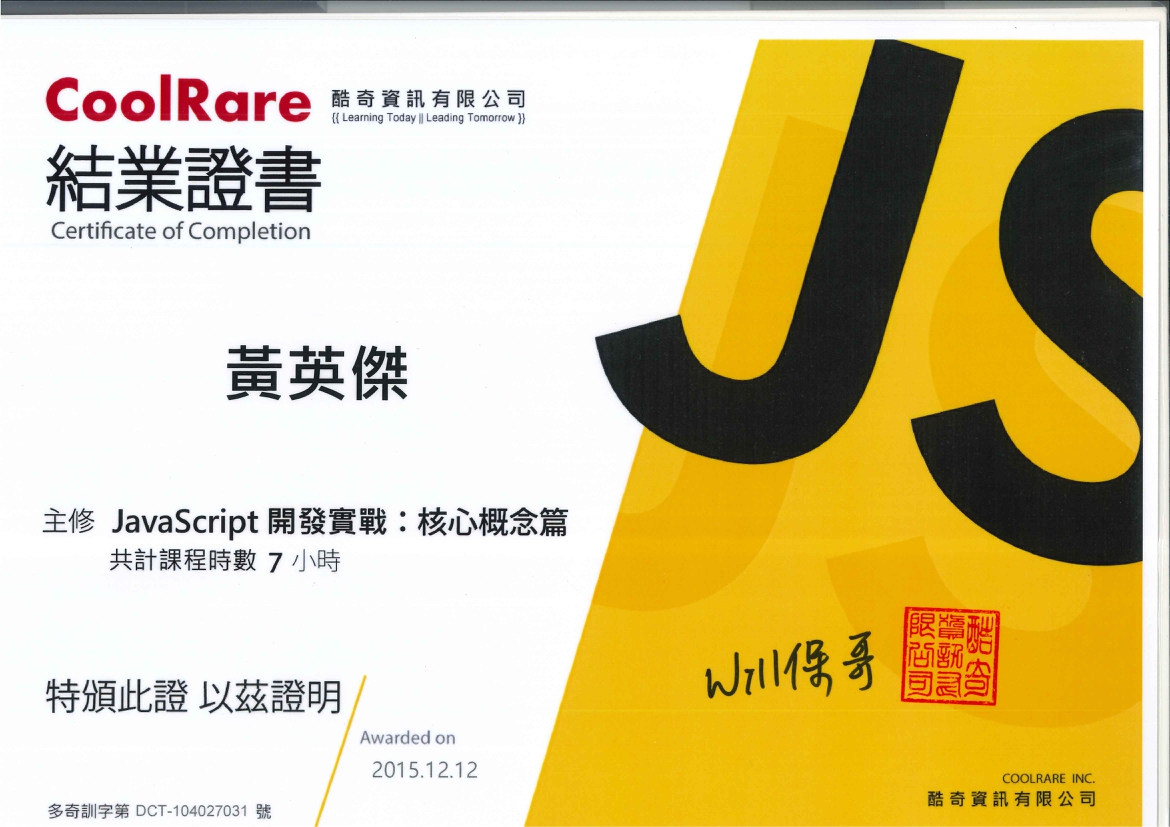 CoolRare 酷奇資訊有限公司
{{ Learning Today || Leading Tomorrow }}
結業證書
Certificate of Completion
JS
黃英傑
主修 JavaScript 開發實戰：核心概念篇
共計課程時數 7 小時
特頒此證 以茲證明
Awarded on
2015.12.12
多奇訓字第 DCT-104027031 號
Will保哥
酷奇資訊有限公司
COOLRARE INC.
酷奇資訊有限公司